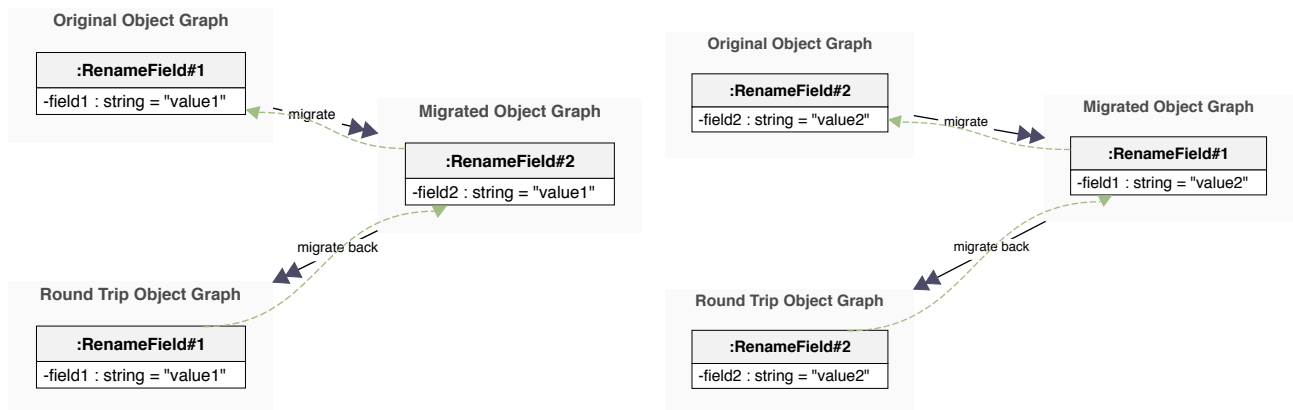 Original Object Graph
:RenameField#1
-field1 : string = "value1"
migrate
Migrated Object Graph
:RenameField#2
-field2 : string = "value1"
migrate back
Round Trip Object Graph
:RenameField#1
-field1 : string = "value1"
Original Object Graph
:RenameField#2
-field2 : string = "value2"
migrate
Migrated Object Graph
:RenameField#1
-field1 : string = "value2"
migrate back
Round Trip Object Graph
:RenameField#2
-field2 : string = "value2"